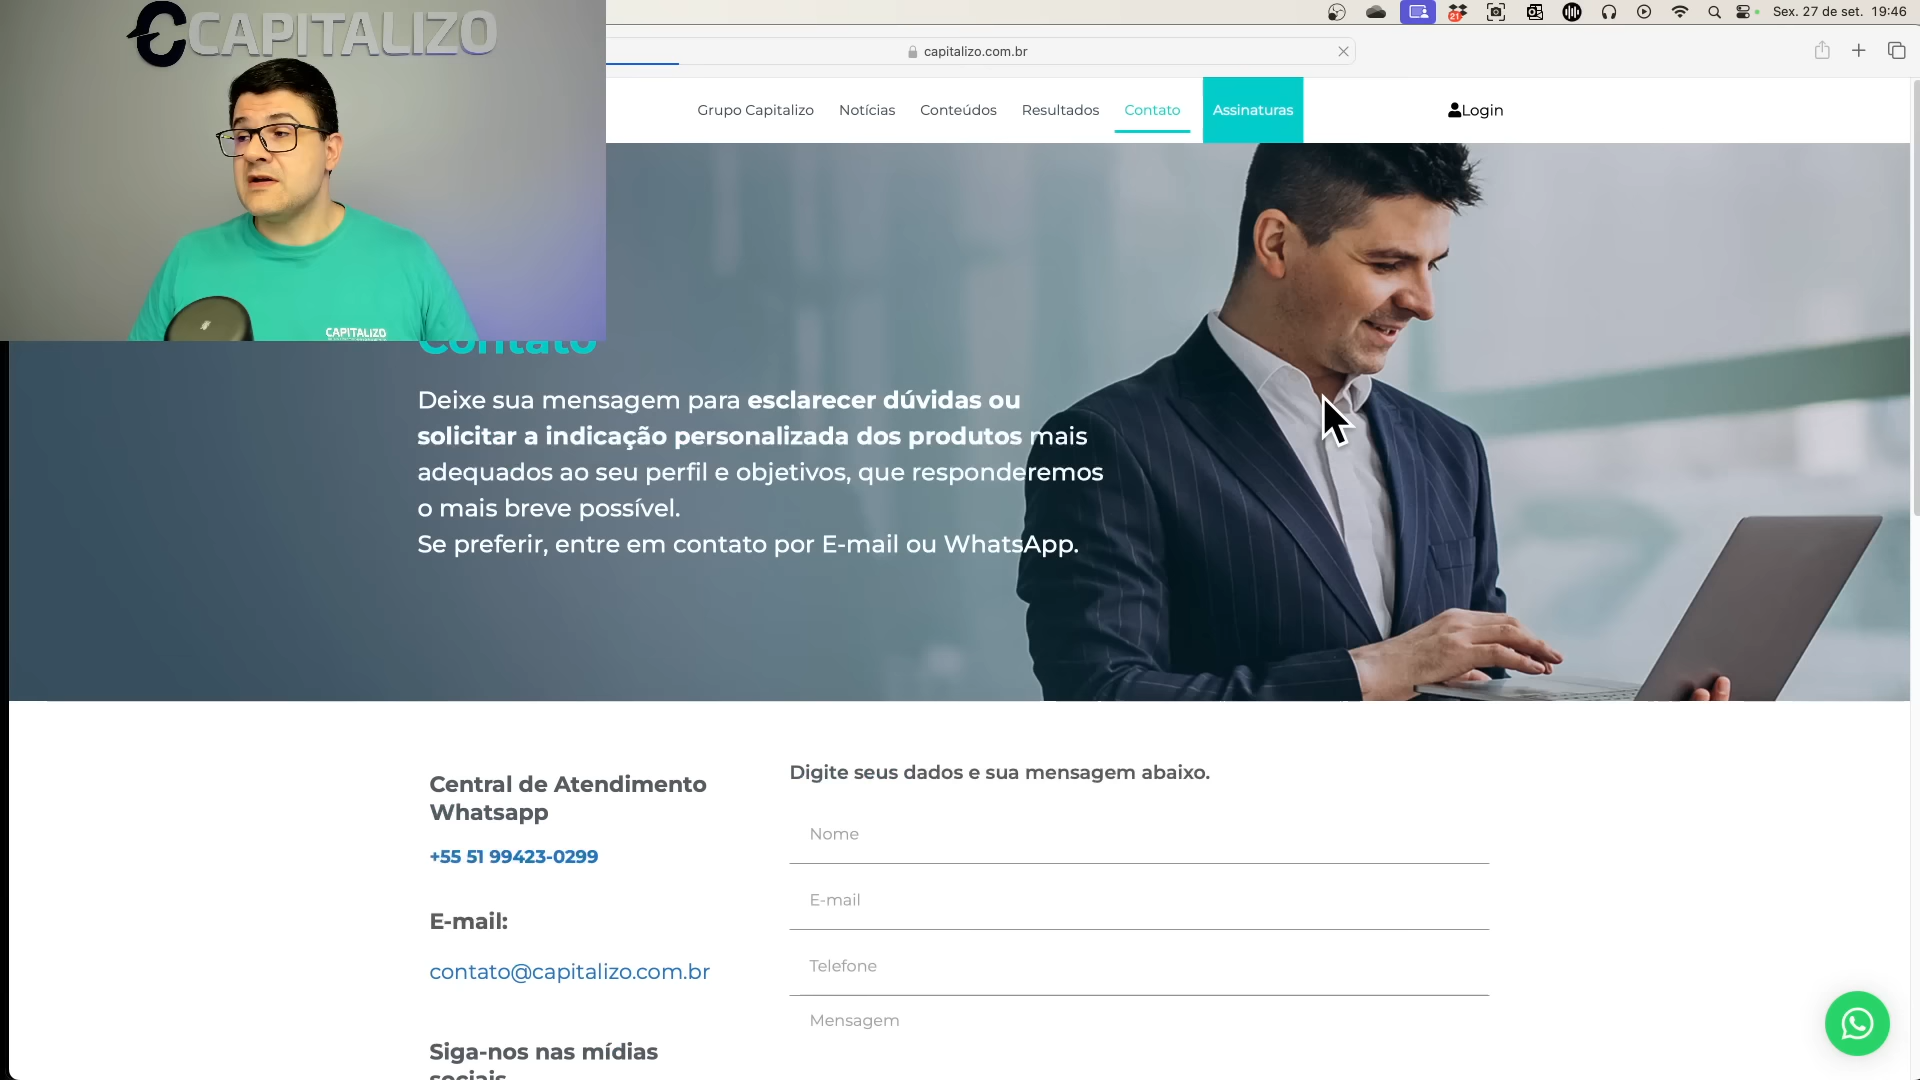 CAPITALIZO
CAPITALIZO
Sex. 27 de set. 19:46
capitalizo.com.br
Grupo Capitalizo
Notícias
Conteúdos
Resultados
Contato
Assinaturas
Login
Contato
Deixe sua mensagem para esclarecer dúvidas ou
solicitar a indicação personalizada dos produtos mais
adequados ao seu perfil e objetivos, que responderemos
o mais breve possível.
Se preferir, entre em contato por E-mail ou WhatsApp.
Central de Atendimento
Whatsapp
+55 51 99423-0299
E-mail:
contato@capitalizo.com.br
Siga-nos nas mídias
sociais
Digite seus dados e sua mensagem abaixo.
Nome
E-mail
Telefone
Mensagem